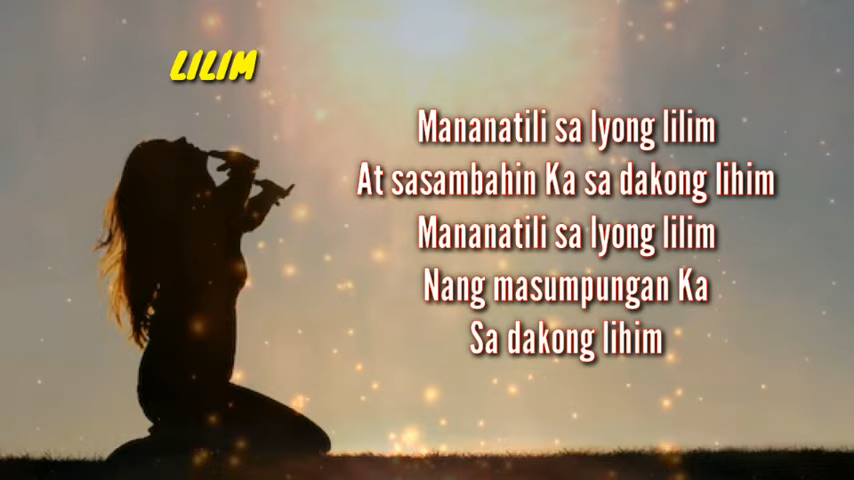 LILIM
Mananatili sa Iyong lilim
At sasambahin Ka sa dakong lihim
Mananatili sa Iyong lilim
Nang masumpungan Ka
Sa dakong lihim